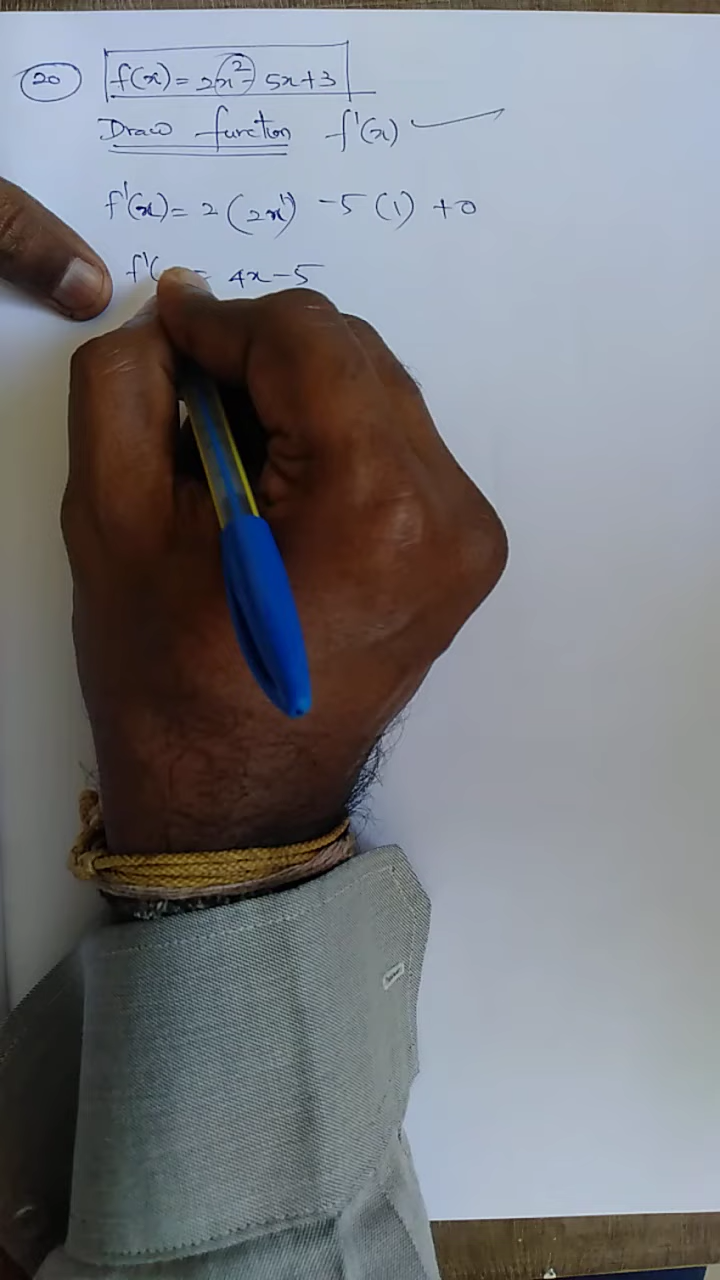 20 f(x) = 2x² - 5x+3
Draw function f'(x)
f'(x) = 2(2x¹) -5(1) +0
f'( = 4x-5